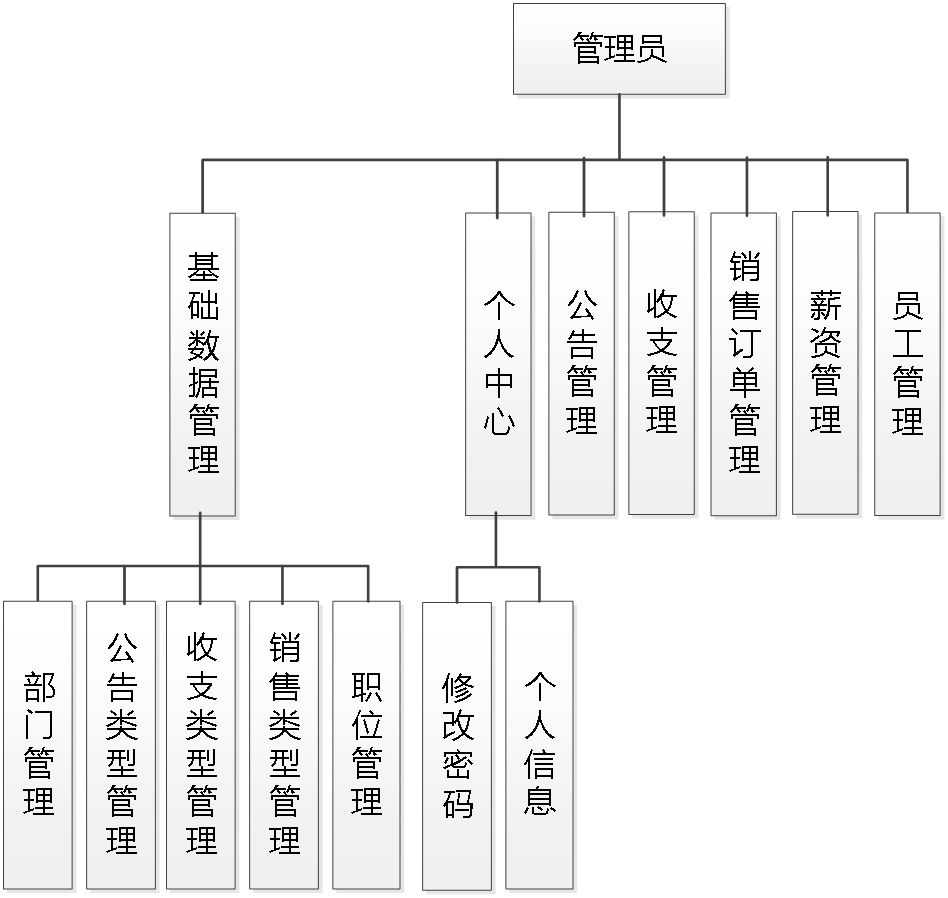 管理员
基础数据管理
个人中心
公告管理
收支管理
销售订单管理
薪资管理
员工管理
部门管理
公告类型管理
收支类型管理
销售类型管理
职位管理
修改密码
个人信息